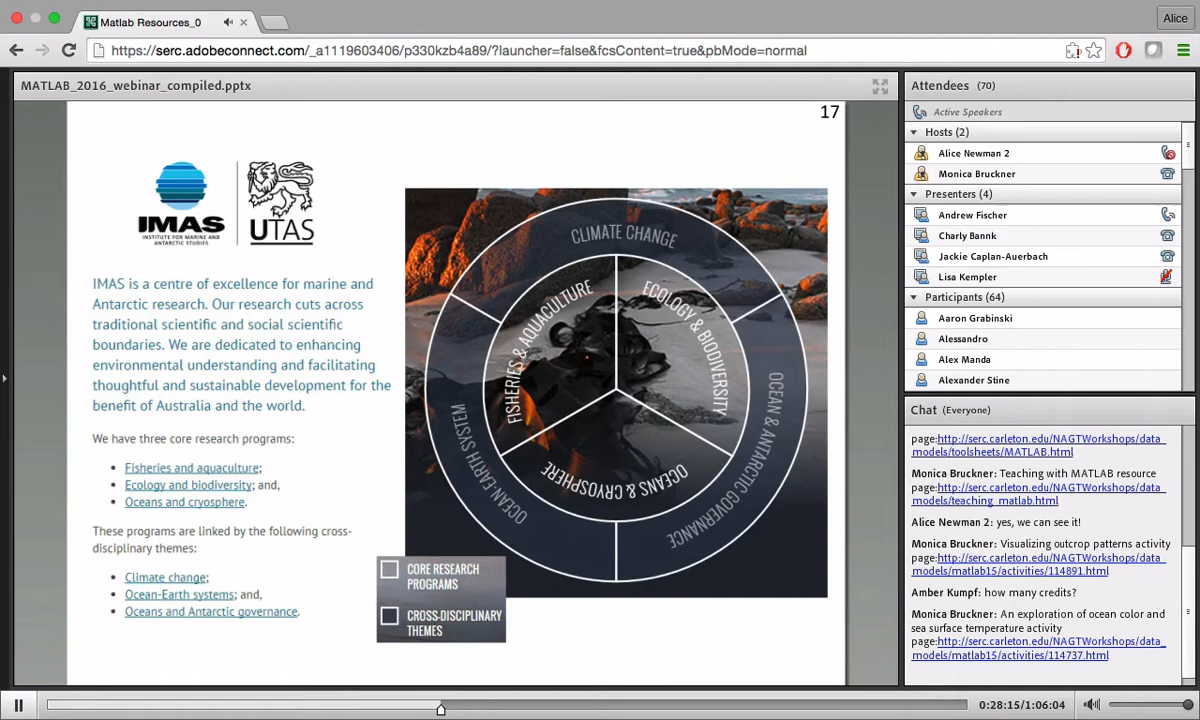 Matlab Resources_0
Alice
https://serc.adobeconnect.com/_a1119603406/p330kzb4a89/?launcher=false&fcsContent=true&pbMode=normal
MATLAB_2016_webinar_compiled.pptx
17
IMAS
INSTITUTE FOR MARINE AND
ANTARCTIC STUDIES
UTAS
IMAS is a centre of excellence for marine and
Antarctic research. Our research cuts across
traditional scientific and social scientific
boundaries. We are dedicated to enhancing
environmental understanding and facilitating
thoughtful and sustainable development for the
benefit of Australia and the world.
We have three core research programs:
• Fisheries and aquaculture;
• Ecology and biodiversity; and,
• Oceans and cryosphere.
These programs are linked by the following cross-
disciplinary themes:
• Climate change;
• Ocean-Earth systems; and,
• Oceans and Antarctic governance.
CLIMATE CHANGE
FISHERIES & AQUACULTURE
ECOLOGY & BIODIVERSITY
OCEANS & CRYOSPHERE
OCEAN-EARTH SYSTEM
OCEAN & ANTARCTIC GOVERNANCE
CORE RESEARCH
PROGRAMS
CROSS-DISCIPLINARY
THEMES
Attendees (70)
Active Speakers
Hosts (2)
Alice Newman 2
Monica Bruckner
Presenters (4)
Andrew Fischer
Charly Bannk
Jackie Caplan-Auerbach
Lisa Kempler
Participants (64)
Aaron Grabinski
Alessandro
Alex Manda
Alexander Stine
Chat (Everyone)
page:http://serc.carleton.edu/NAGTWorkshops/data_
models/toolsheets/MATLAB.html
Monica Bruckner: Teaching with MATLAB resource
page:http://serc.carleton.edu/NAGTWorkshops/data_
models/teaching_matlab.html
Alice Newman 2: yes, we can see it!
Monica Bruckner: Visualizing outcrop patterns activity
page:http://serc.carleton.edu/NAGTWorkshops/data_
models/matlab15/activities/114891.html
Amber Kumpf: how many credits?
Monica Bruckner: An exploration of ocean color and
sea surface temperature activity
page:http://serc.carleton.edu/NAGTWorkshops/data_
models/matlab15/activities/114737.html
0:28:15/1:06:04